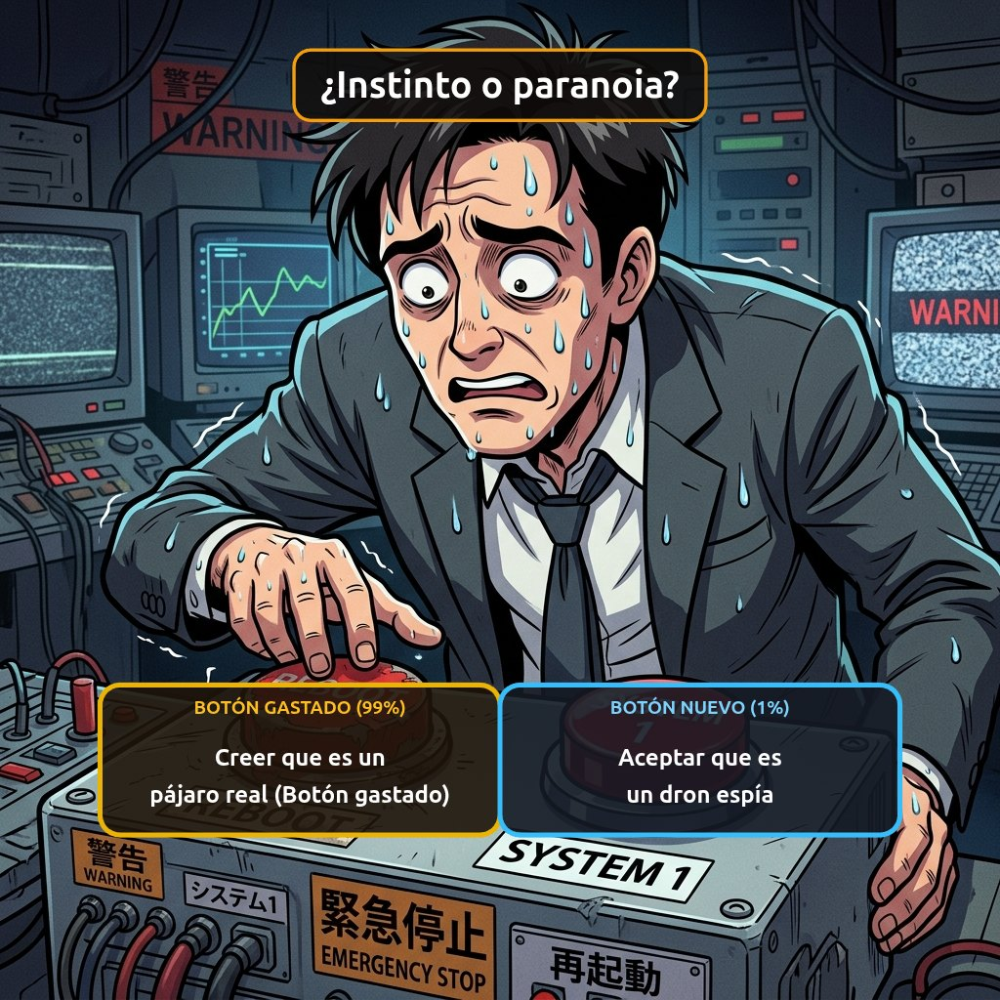 ¿Instinto o paranoia?
警告
WARNING
WARNI
BOTÓN GASTADO (99%)
Creer que es un
pájaro real (Botón gastado)
BOTÓN NUEVO (1%)
Aceptar que es
un dron espía
REBOOT
SYSTEM 1
警告
WARNING
システム1
緊急停止
EMERGENCY STOP
再起動